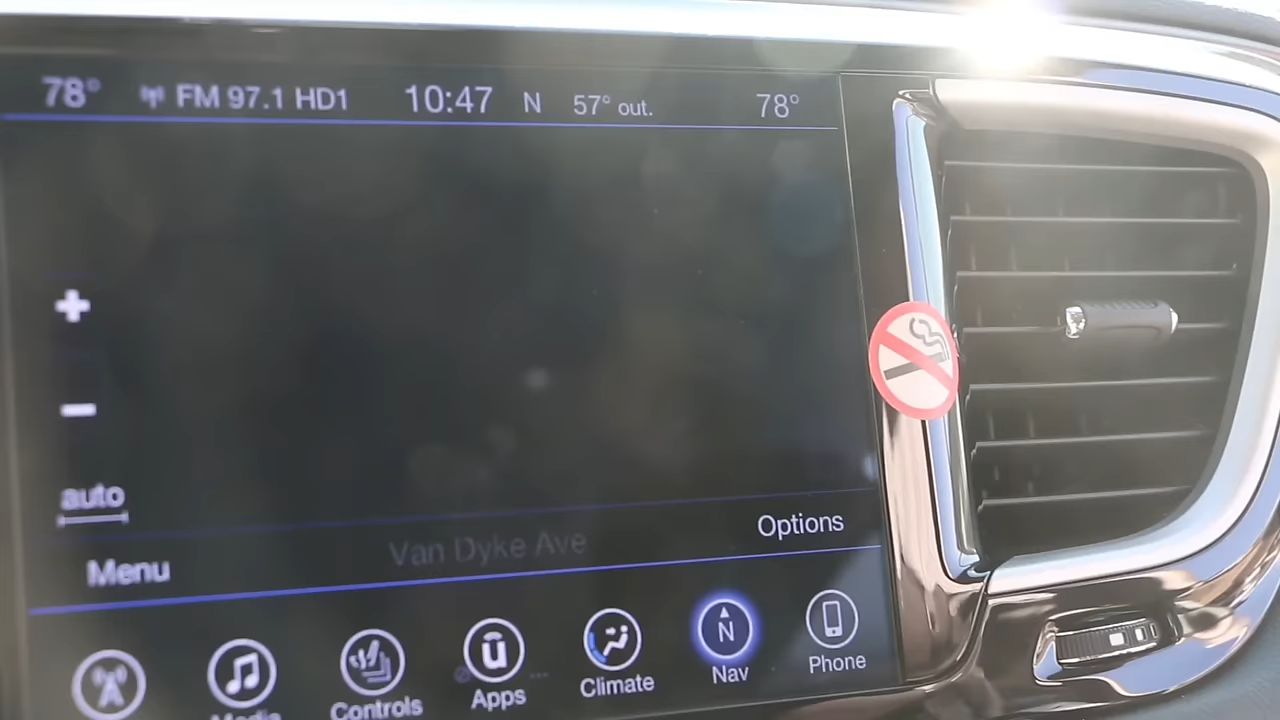 78° FM 97.1 HD1 10:47 N 57° out. 78°
auto
Options
Menu
Van Dyke Ave
N
Media
Controls
Apps
Climate
Nav
Phone